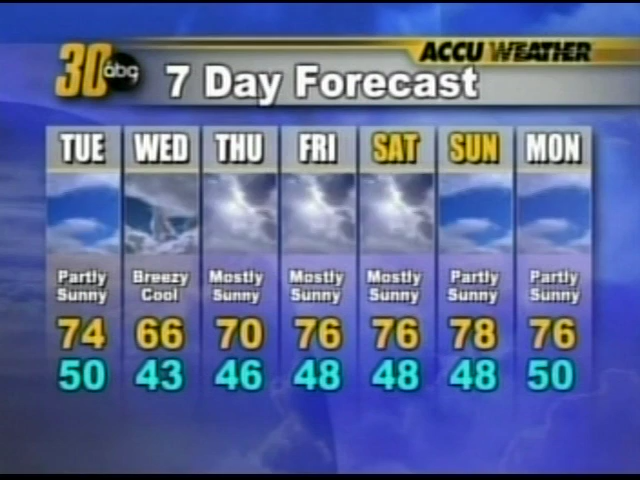 ACCU WEATHER
30 abc 7 Day Forecast
TUE WED THU FRI SAT SUN MON
Partly Breezy Mostly Mostly Mostly Partly Partly
Sunny Cool Sunny Sunny Sunny Sunny Sunny
74 66 70 76 76 78 76
50 43 46 48 48 48 50